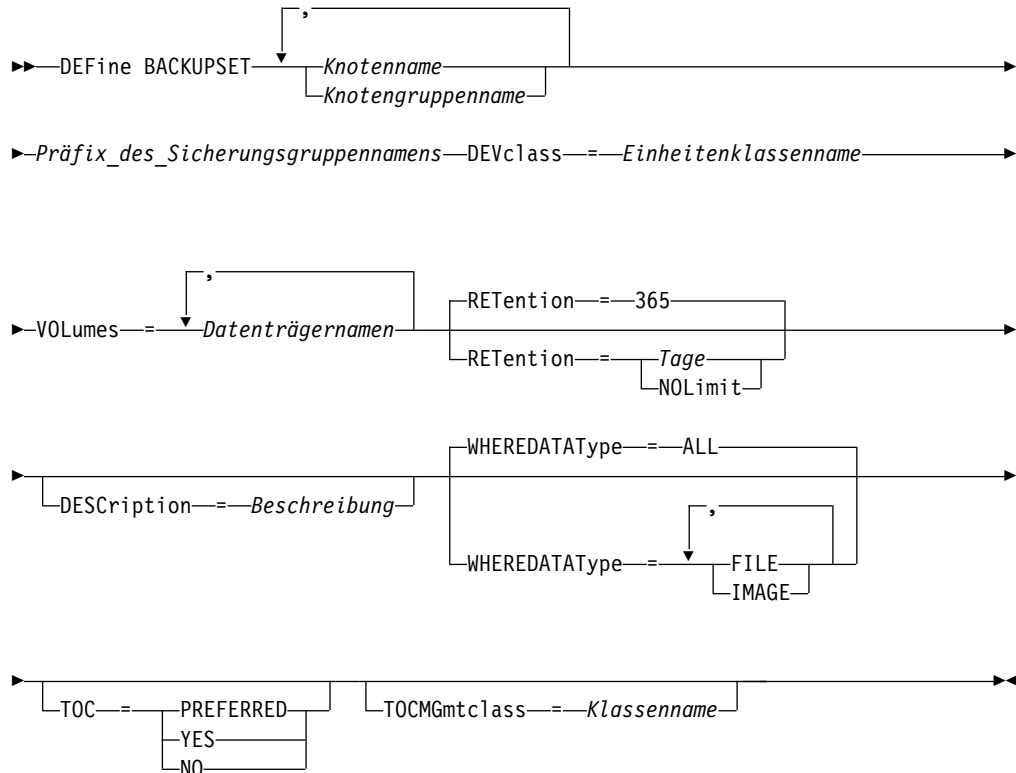 ,
DEFine BACKUPSET Knotenname
Knotengruppenname
Präfix_des_Sicherungsgruppennamens DEVclass = Einheitenklassenname
,
RETention = 365
VOLumes = Datenträgernamen
RETention = Tage
NOLimit
WHEREDATAType = ALL
DESCription = Beschreibung
,
WHEREDATAType = FILE
IMAGE
TOC = PREFERRED
YES
NO
TOCMGmtclass = Klassenname